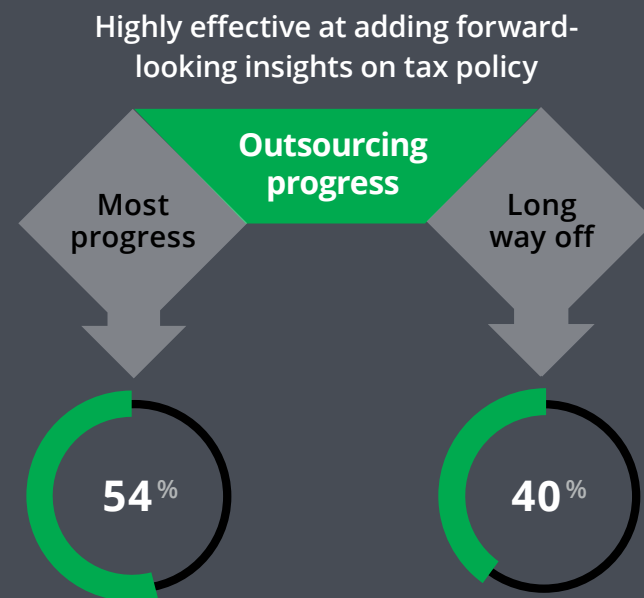 Highly effective at adding forward-
looking insights on tax policy
Outsourcing
progress
Most
progress
Long
way off
54%
40%